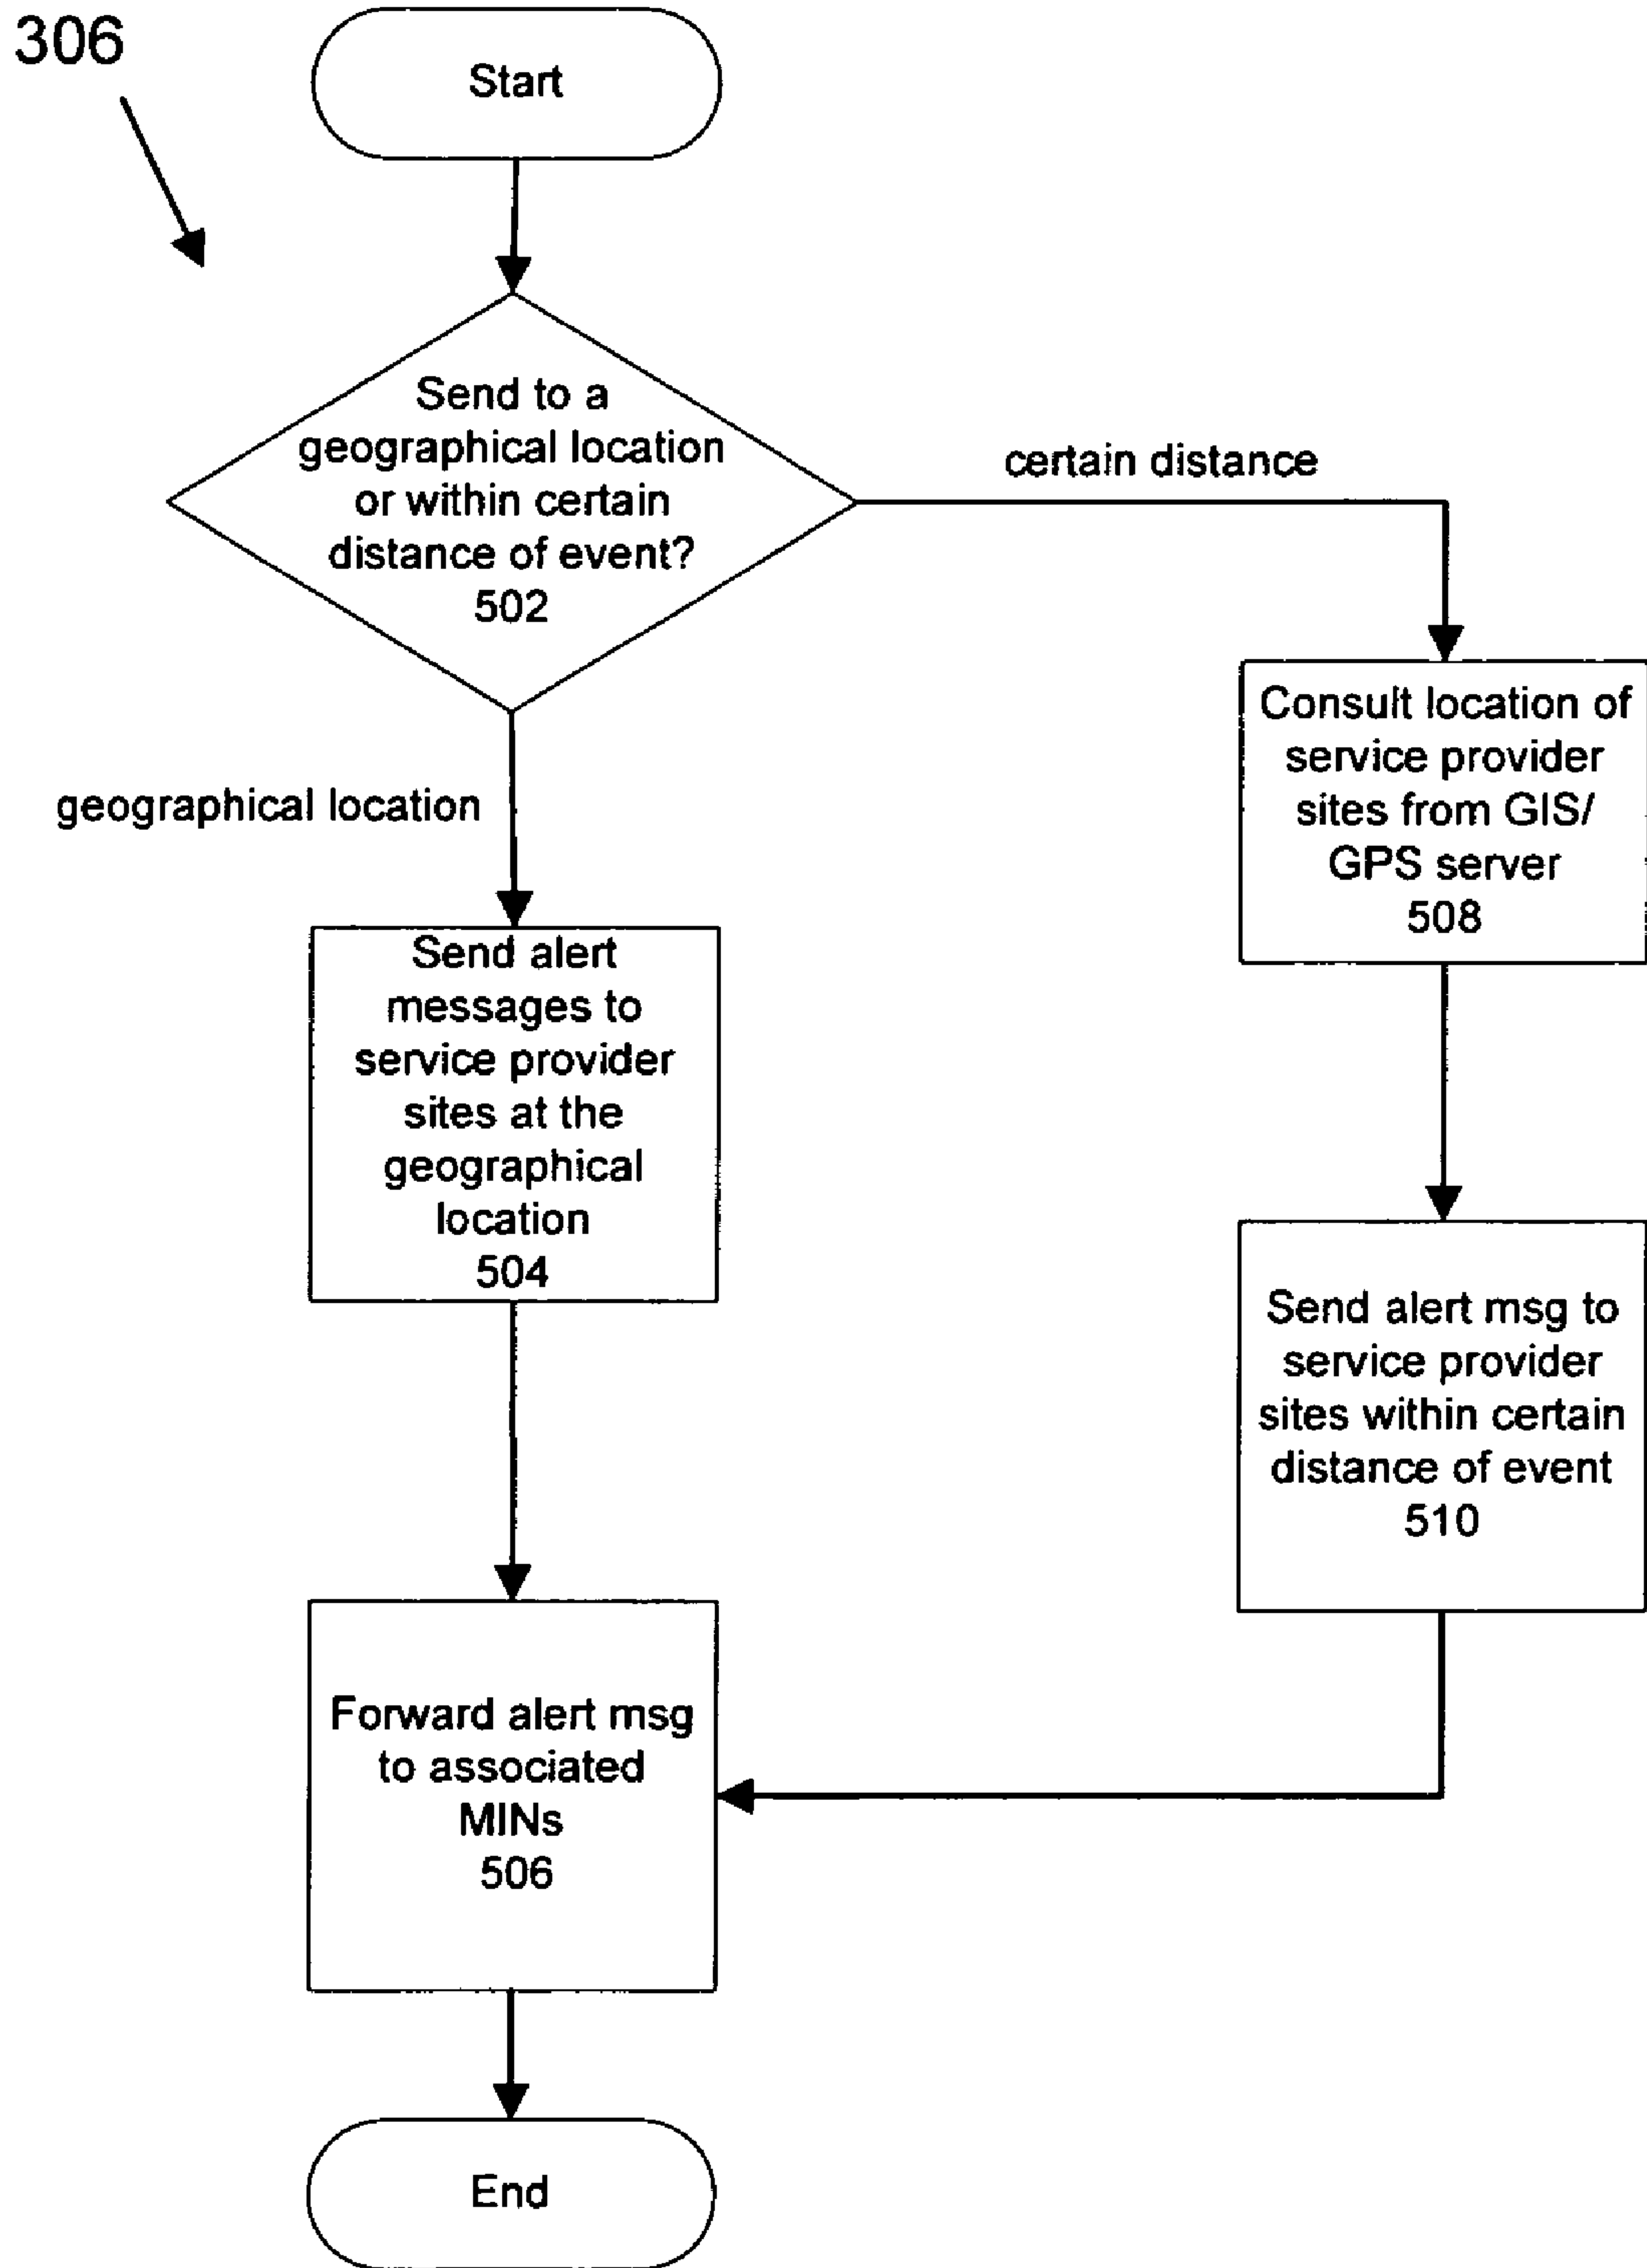 306
Start
Send to a
geographical location
or within certain
distance of event?
502
certain distance
geographical location
Consult location of
service provider
sites from GIS/
GPS server
508
Send alert
messages to
service provider
sites at the
geographical
location
504
Send alert msg to
service provider
sites within certain
distance of event
510
Forward alert msg
to associated
MINs
506
End